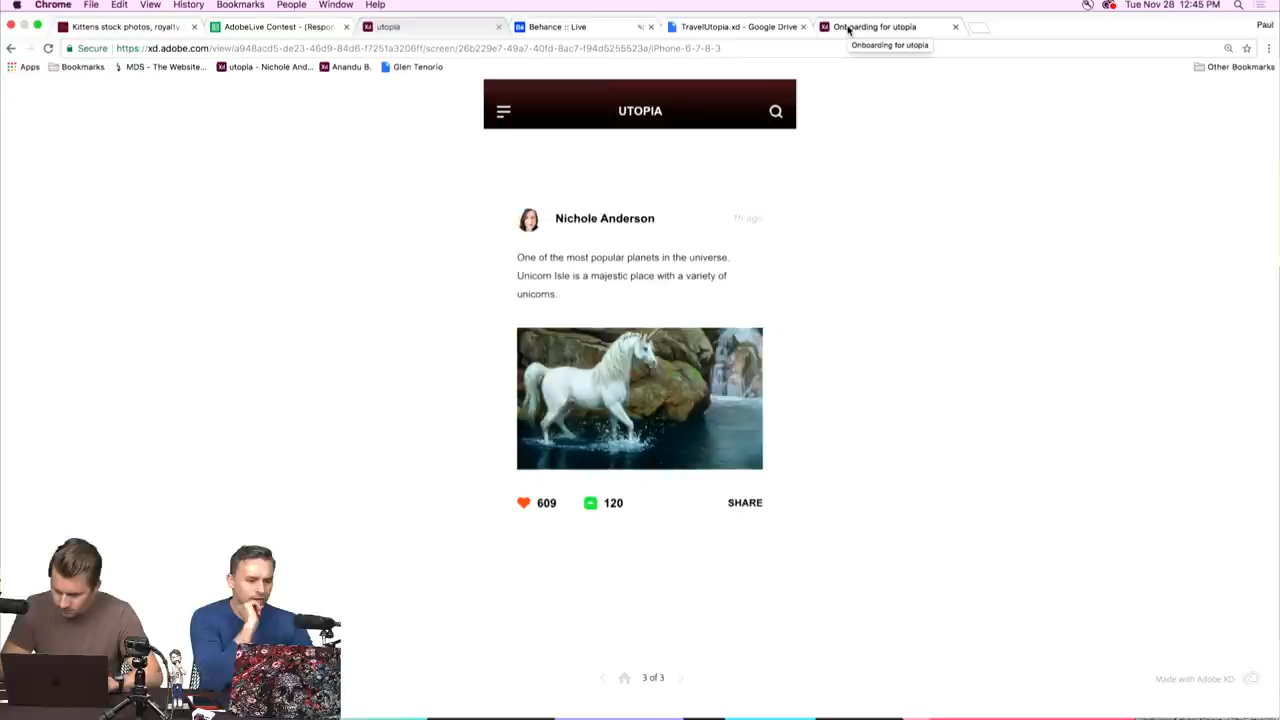 Chrome File Edit View History Bookmarks People Window Help Tue Nov 28 12:45 PM
Kittens stock photos, royalty AdobeLive Contest - (Respon utopia Behance :: Live TravelUtopia.xd - Google Drive Onboarding for utopia Paul
Secure https://xd.adobe.com/view/a948acd5-de23-46d9-84d6-f7251a3206f/screen/26b229e7-49a7-40fd-8ac7-f94d5255523a/iPhone-6-7-8-3
Onboarding for utopia
Apps Bookmarks MDS - The Website... utopia - Nichole And... Anandu B. Glen Tenorio Other Bookmarks
UTOPIA
Nichole Anderson 1h ago
One of the most popular planets in the universe.
Unicorn Isle is a majestic place with a variety of
unicorns.
609 120 SHARE
3 of 3
Made with Adobe XD